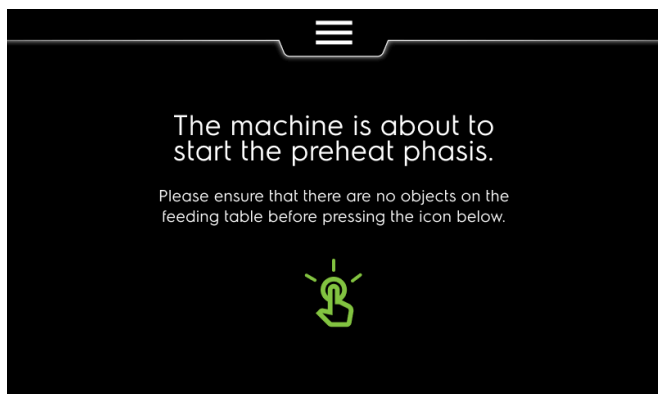 The machine is about to
start the preheat phasis.
Please ensure that there are no objects on the
feeding table before pressing the icon below.